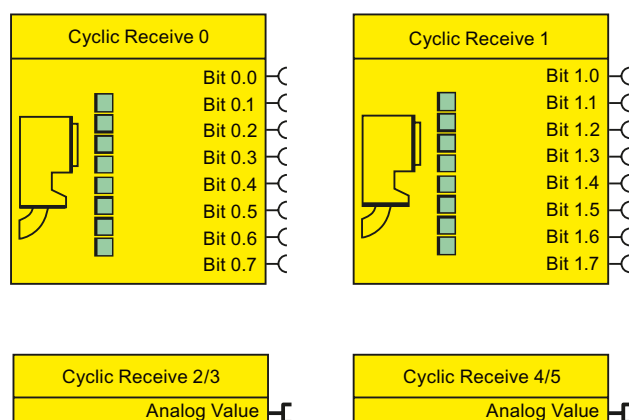 Cyclic Receive 0
Bit 0.0
Bit 0.1
Bit 0.2
Bit 0.3
Bit 0.4
Bit 0.5
Bit 0.6
Bit 0.7
Cyclic Receive 1
Bit 1.0
Bit 1.1
Bit 1.2
Bit 1.3
Bit 1.4
Bit 1.5
Bit 1.6
Bit 1.7
Cyclic Receive 2/3
Analog Value
Cyclic Receive 4/5
Analog Value